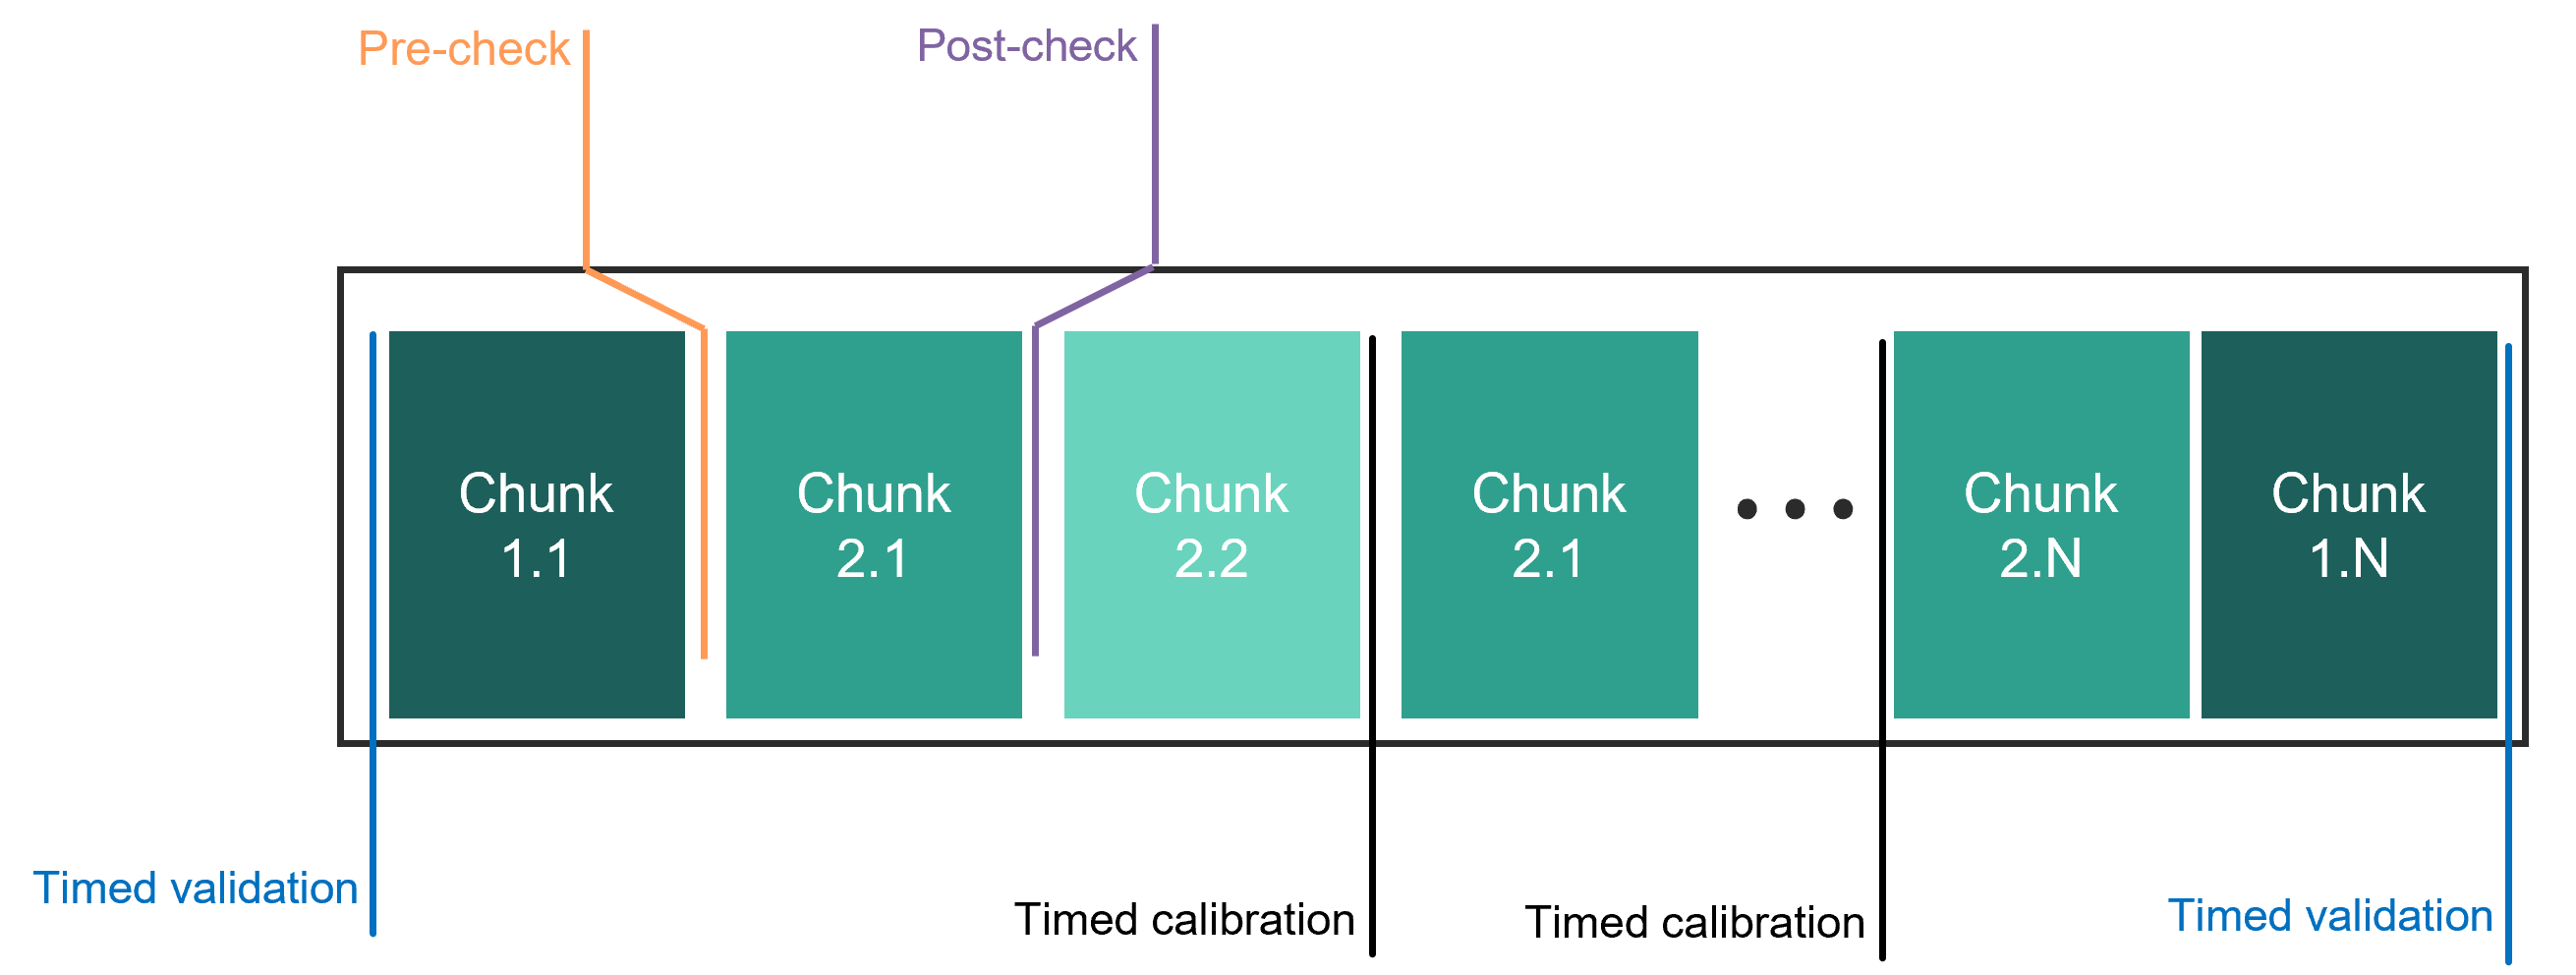 Pre-check
Post-check
Chunk
1.1
Chunk
2.1
Chunk
2.2
Chunk
2.1
Chunk
2.N
Chunk
1.N
Timed validation
Timed calibration
Timed calibration
Timed validation